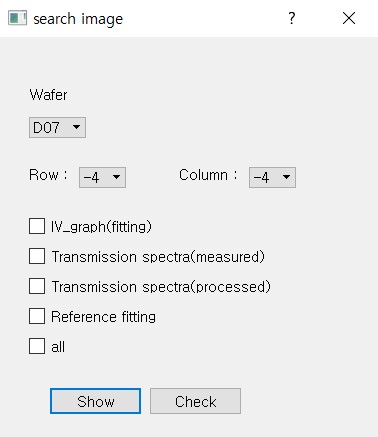 search image
?
Wafer
D07
Row : -4 Column : -4
IV_graph(fitting)
Transmission spectra(measured)
Transmission spectra(processed)
Reference fitting
all
Show Check